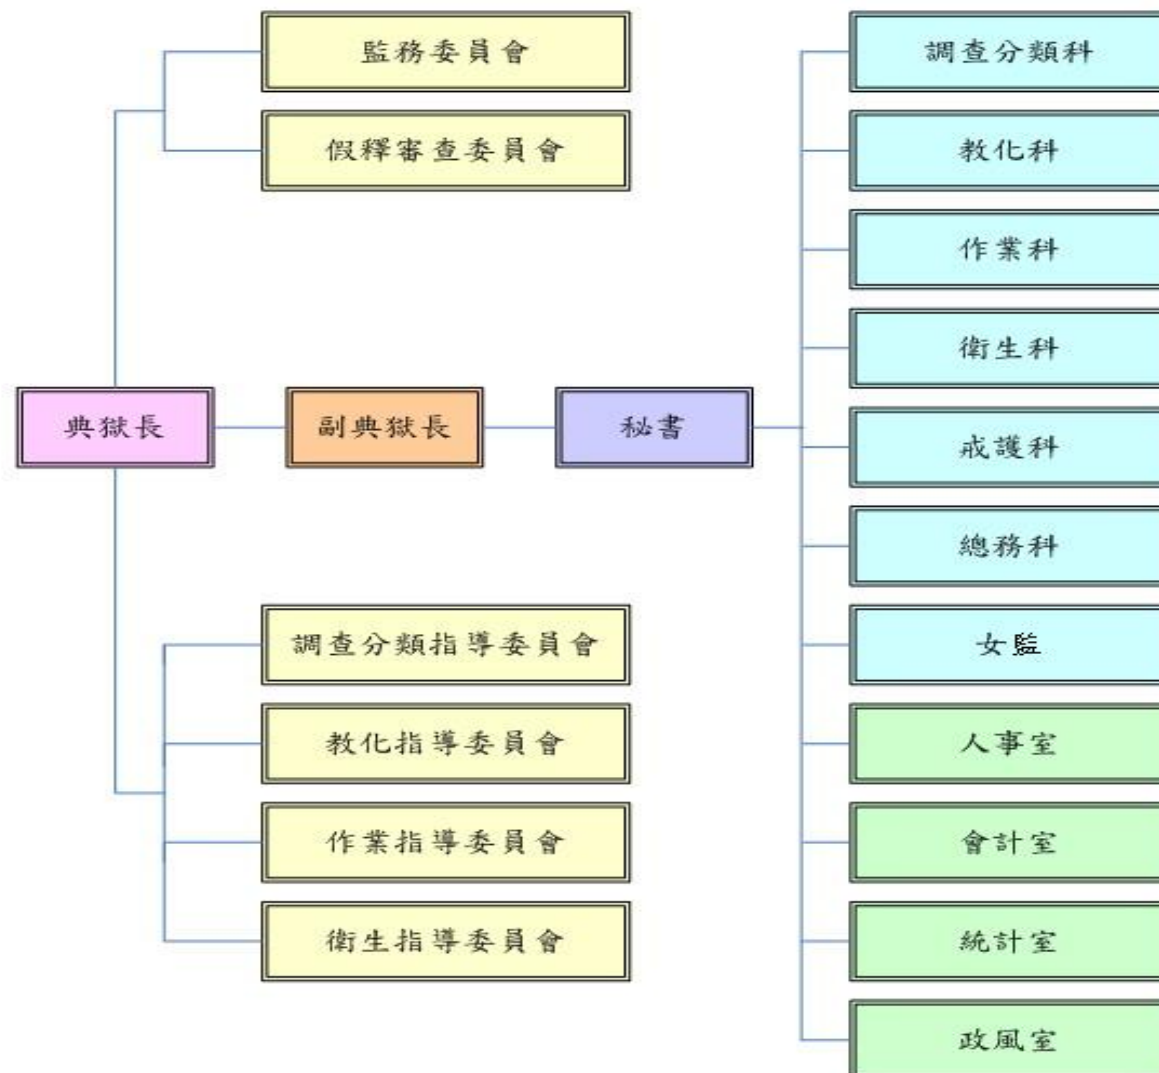 監務委員會
假釋審查委員會
典獄長
副典獄長
秘書
調查分類指導委員會
教化指導委員會
作業指導委員會
衛生指導委員會
調查分類科
教化科
作業科
衛生科
戒護科
總務科
女監
人事室
會計室
統計室
政風室